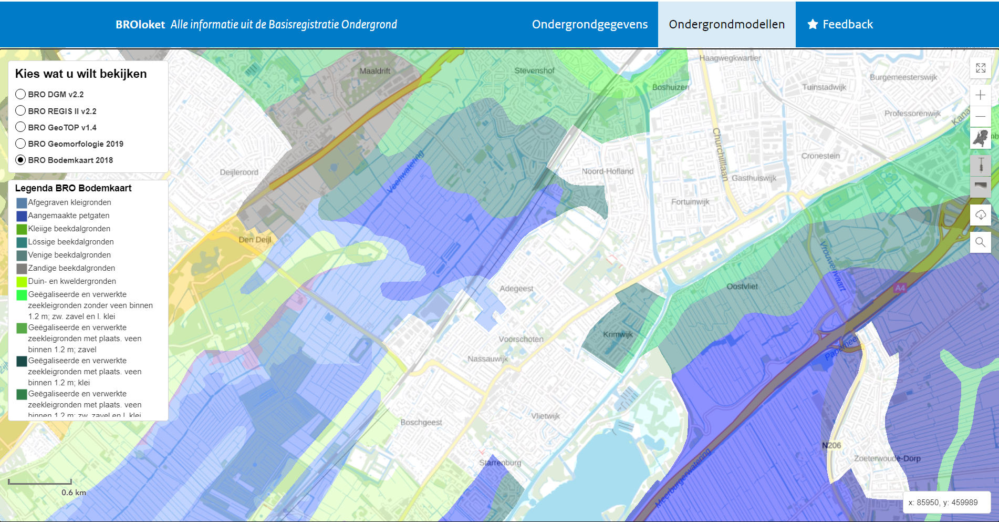 BROloket Alle informatie uit de Basisregistratie Ondergrond
Ondergrondgegevens
Ondergrondmodellen
Feedback
Kies wat u wilt bekijken
BRO DGM v2.2
BRO REGIS II v2.2
BRO GeoTOP v1.4
BRO Geomorfologie 2019
BRO Bodemkaart 2018
Legenda BRO Bodemkaart
Afgegraven kleigronden
Aangemaakte petgaten
Kleiige beekdalgronden
Lössige beekdalgronden
Venige beekdalgronden
Zandige beekdalgronden
Duin- en kweldergronden
Geëgaliseerde en verwerkte
zeekleigronden zonder veen binnen
1.2 m; zw. zavel en l. klei
Geëgaliseerde en verwerkte
zeekleigronden met plaats. veen
binnen 1.2 m; zavel
Geëgaliseerde en verwerkte
zeekleigronden met plaats. veen
binnen 1.2 m; klei
Geëgaliseerde en verwerkte
zeekleigronden met plaats. veen
binnen 1.2 m; zw. zavel en l. klei
0.6 km
Maaldrift
Stevenshof
Boshuizen
Haagwegkwartier
Tuinstadwijk
Burgemeesterswijk
Professorenwijk
Kana
Churchilllaan
Cronestein
Gasthuiswijk
Noord-Hofland
Fortuinwijk
Deijleroord
Veenwatering
Den Deijl
Adegeest
Oostvliet
Vrouwenvaart
A4
Krimwijk
Voorschoten
Nassauwijk
Papemeer
Vlietwijk
Boschgeest
Starrenburg
Meerburgerwatering
N206
Zoeterwoude-Dorp
x: 85950, y: 459989